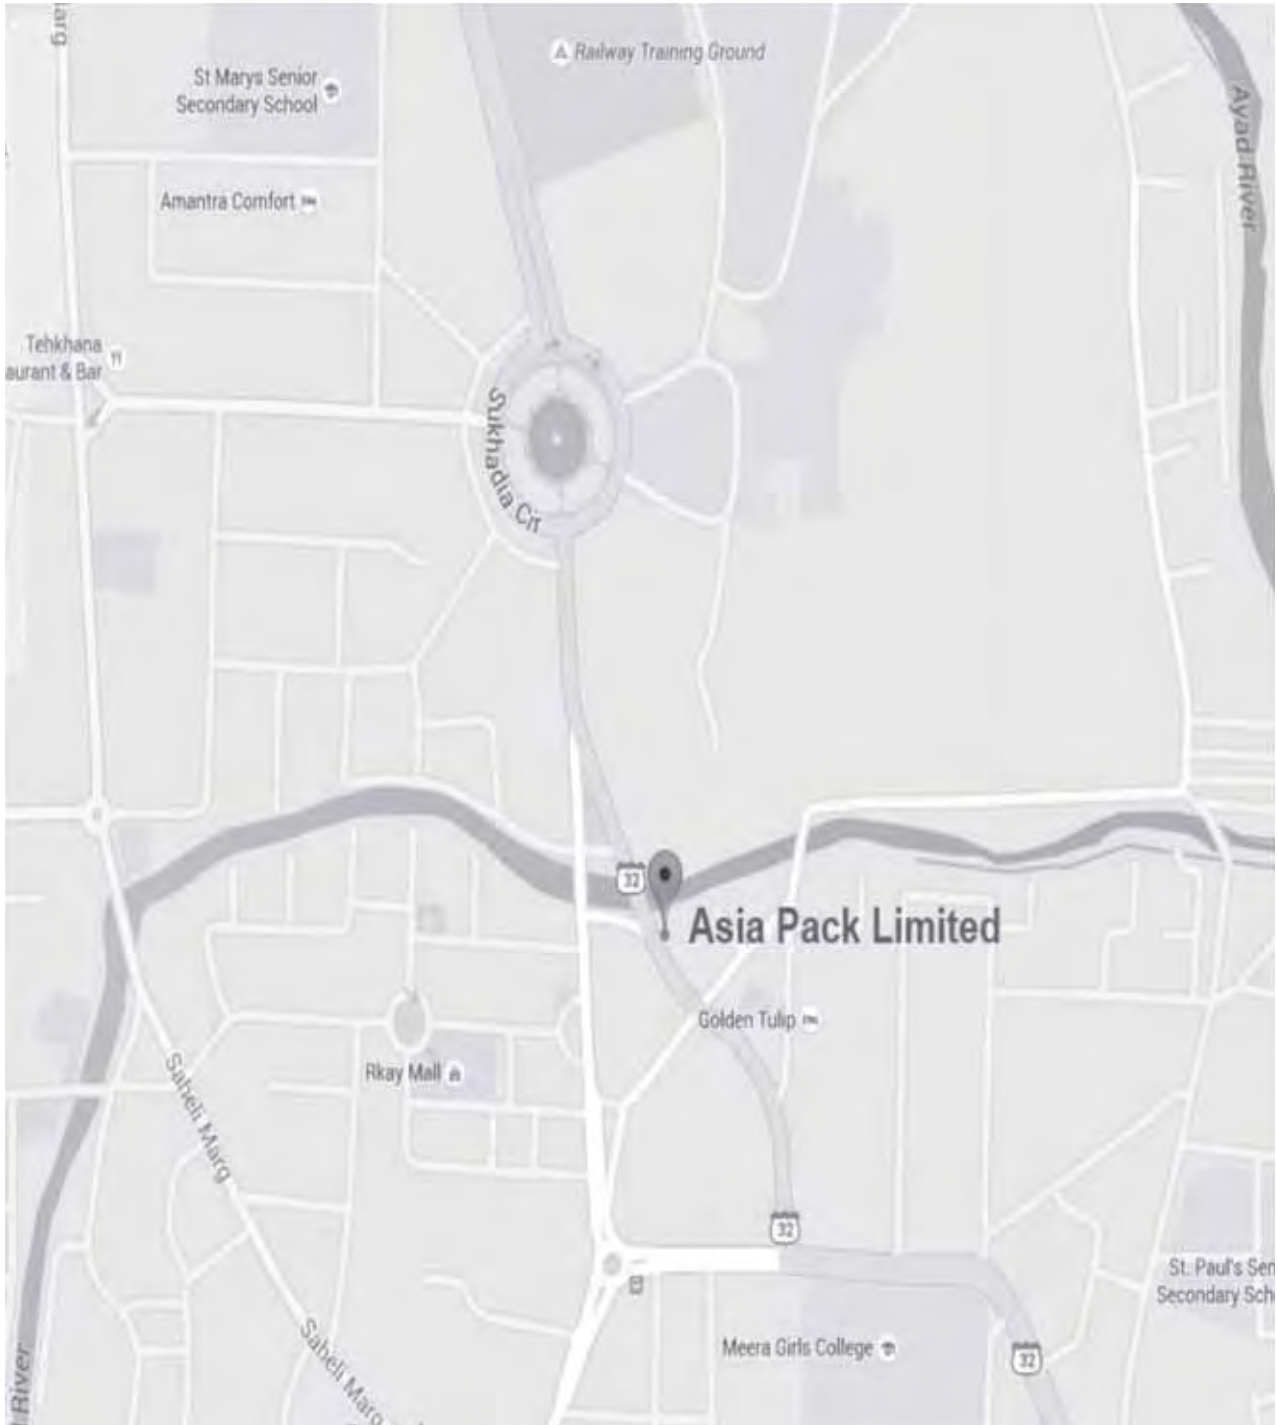 arg
Railway Training Ground
St Marys Senior
Secondary School
Ayad River
Amantra Comfort
Tehkhana
aurant & Bar
Sukhadia Cir
32
Asia Pack Limited
Golden Tulip
Rkay Mall
Saheli Marg
32
St. Paul's Sen
Secondary Sch
Meera Girls College
32
Saheli Marg
River